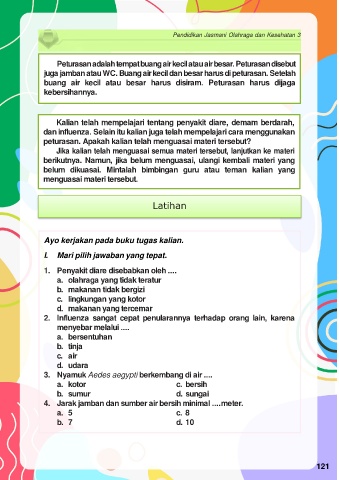 Pendidikan Jasmani Olahraga dan Kesehatan 3
Peturasan adalah tempat buang air kecil atau air besar. Peturasan disebut
juga jamban atau WC. Buang air kecil dan besar harus di peturasan. Setelah
buang air kecil atau besar harus disiram. Peturasan harus dijaga
kebersihannya.
Kalian telah mempelajari tentang penyakit diare, demam berdarah,
dan influenza. Selain itu kalian juga telah mempelajari cara menggunakan
peturasan. Apakah kalian telah menguasai materi tersebut?
Jika kalian telah menguasai semua materi tersebut, lanjutkan ke materi
berikutnya. Namun, jika belum menguasai, ulangi kembali materi yang
belum dikuasai. Mintalah bimbingan guru atau teman kalian yang
menguasai materi tersebut.
Latihan
Ayo kerjakan pada buku tugas kalian.
I. Mari pilih jawaban yang tepat.
1. Penyakit diare disebabkan oleh ....
a. olahraga yang tidak teratur
b. makanan tidak bergizi
c. lingkungan yang kotor
d. makanan yang tercemar
2. Influenza sangat cepat penularannya terhadap orang lain, karena
menyebar melalui ....
a. bersentuhan
b. tinja
c. air
d. udara
3. Nyamuk Aedes aegypti berkembang di air ....
a. kotor c. bersih
b. sumur d. sungai
4. Jarak jamban dan sumber air bersih minimal ....meter.
a. 5 c. 8
b. 7 d. 10
121